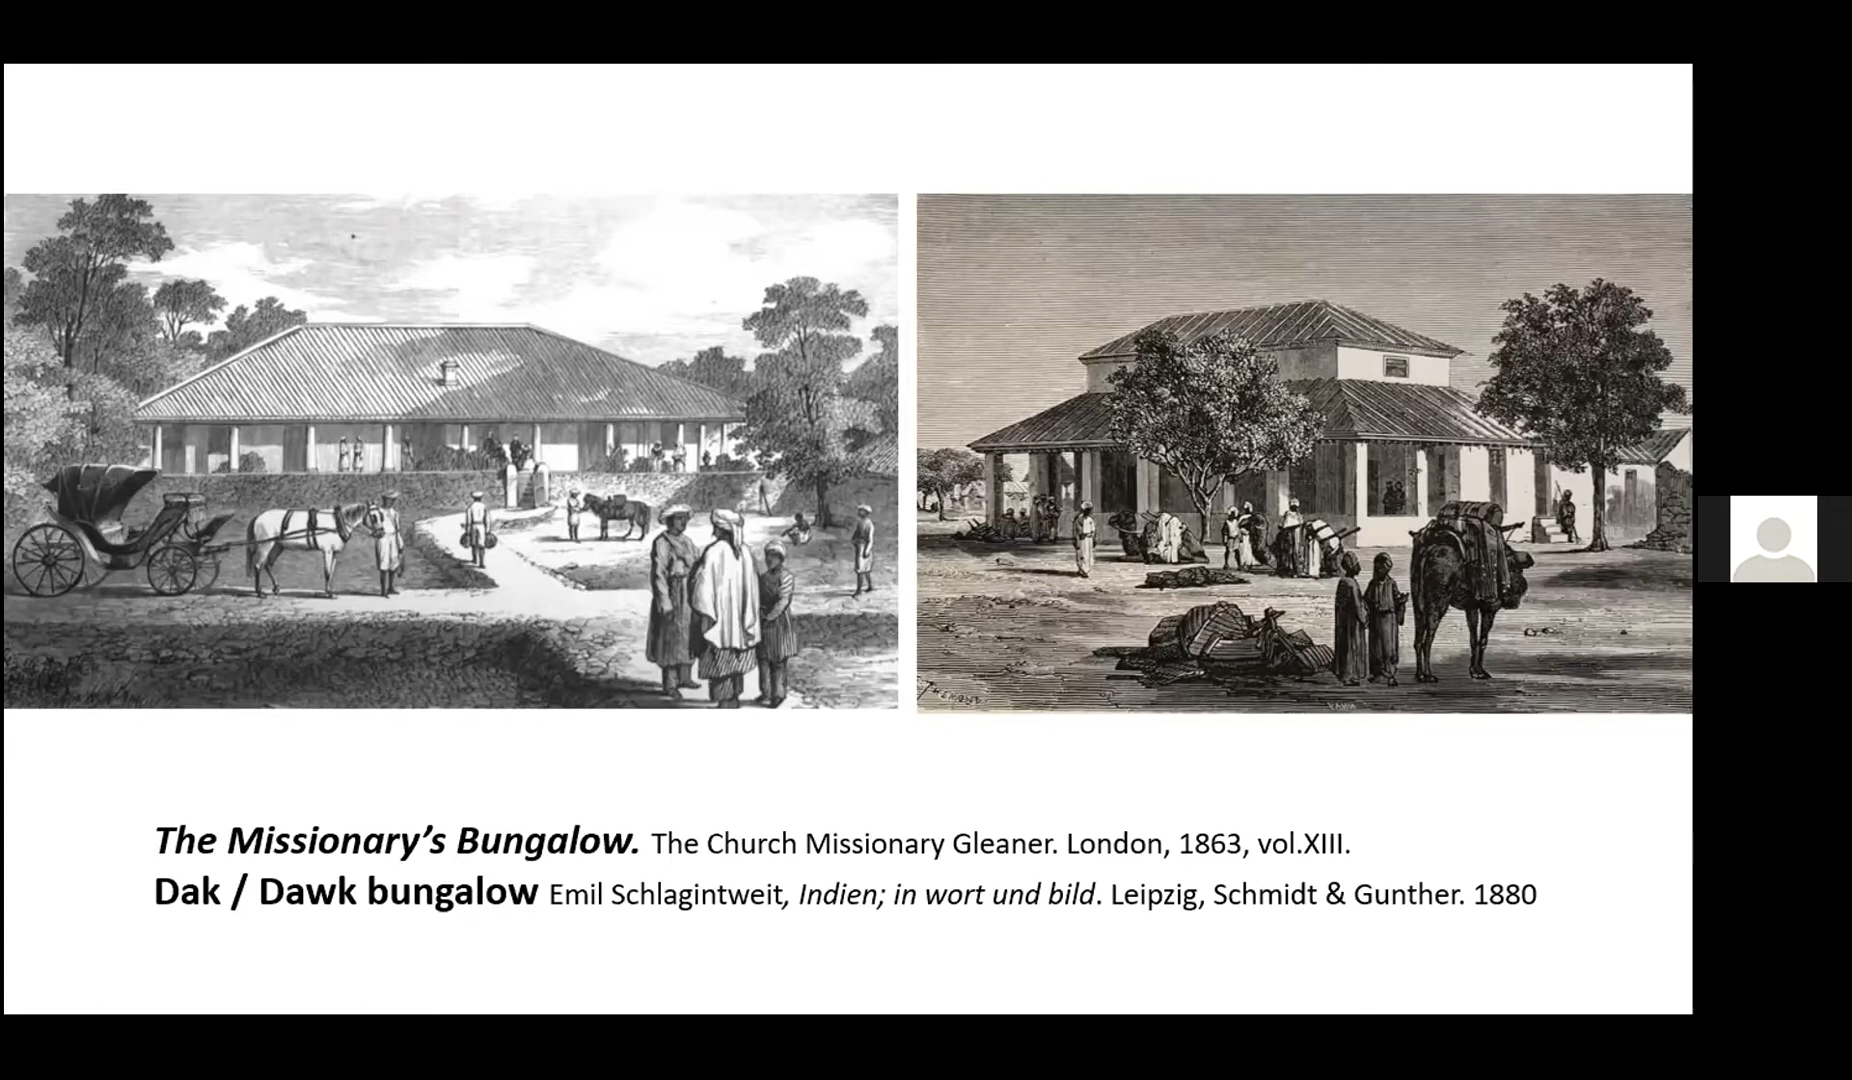 The Missionary’s Bungalow. The Church Missionary Gleaner. London, 1863, vol.XIII.
Dak / Dawk bungalow Emil Schlagintweit, Indien; in wort und bild. Leipzig, Schmidt & Gunther. 1880